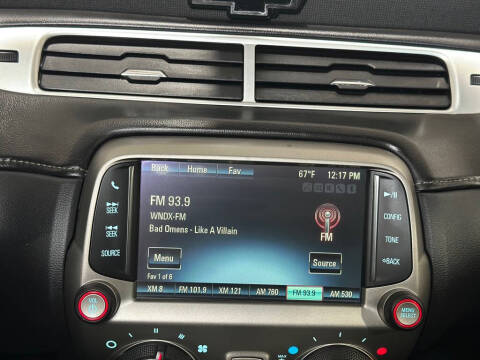 Back Home Fav 67°F 12:17 PM
FM 93.9
WNDX-FM
Bad Omens - Like A Villain
FM
Menu Source
Fav 1 of 6
XM 8 FM 101.9 XM 121 AM 760 FM 93.9 AM 530
SEEK
SEEK
SOURCE
CONFIG
TONE
BACK
VOL
MENU
SELECT